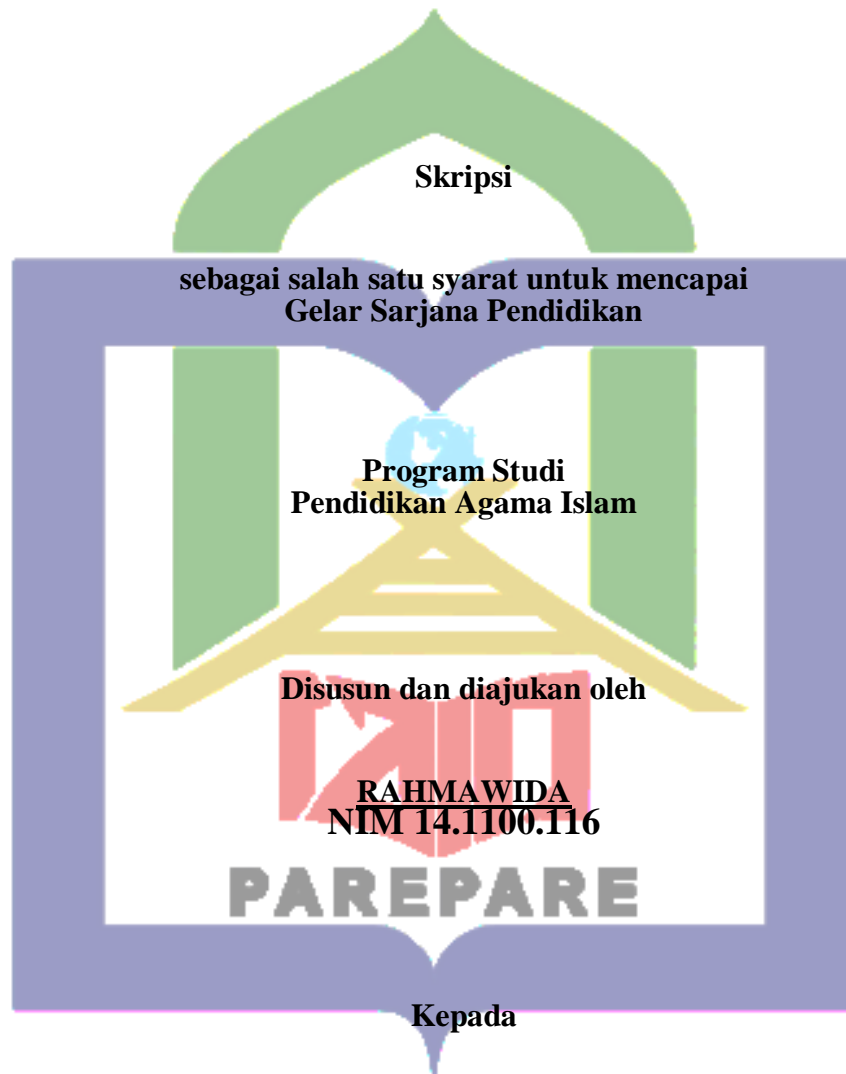 Skripsi
sebagai salah satu syarat untuk mencapai
Gelar Sarjana Pendidikan
Program Studi
Pendidikan Agama Islam
Disusun dan diajukan oleh
RAHMAWIDA
NIM 14.1100.116
PAREPARE
Kepada